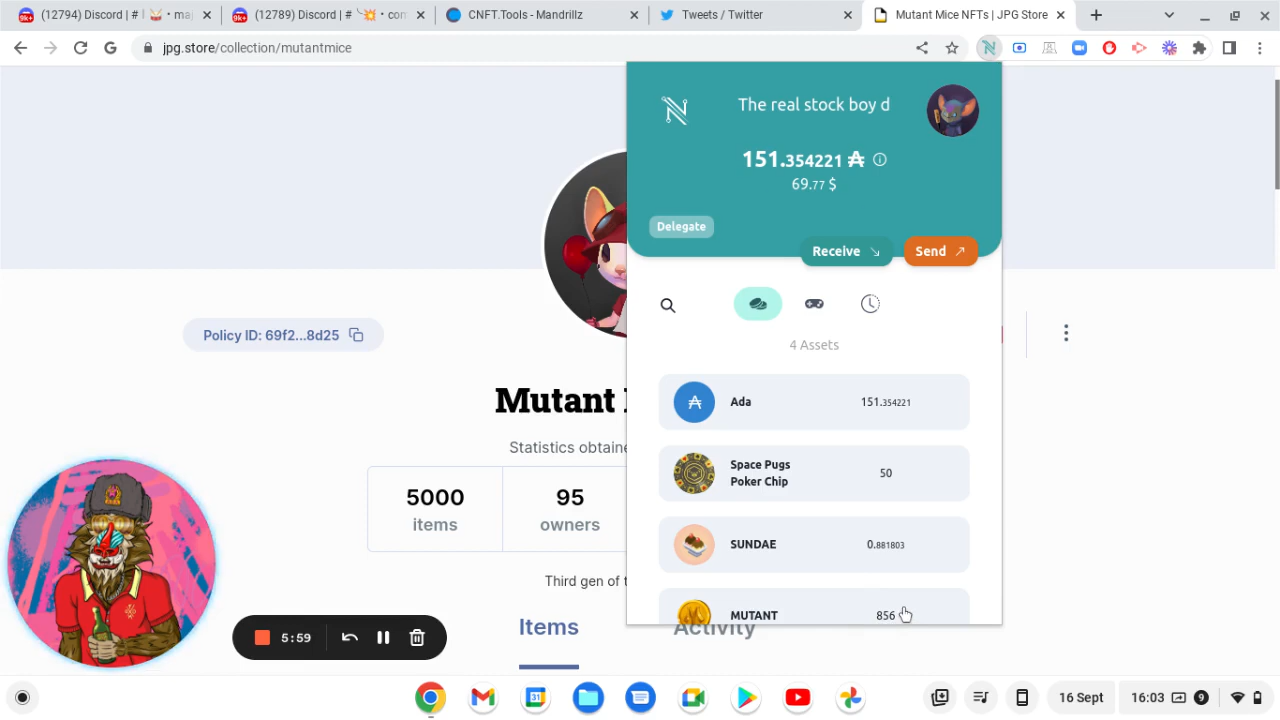 (12794) Discord | #
(12789) Discord | #
CNFT.Tools - Mandrillz
Tweets / Twitter
Mutant Mice NFTs | JPG Store
jpg.store/collection/mutantmice
The real stock boy d
151.354221 ₳
69.77 $
Delegate
Receive
Send
4 Assets
Policy ID: 69f2...8d25
Ada 151.354221
Mutant
Statistics obtaine
Space Pugs
Poker Chip 50
5000 95
items owners
SUNDAE 0.881803
Third gen of
MUTANT 856
Items Activity
5:59
31
16 Sept 16:03 9